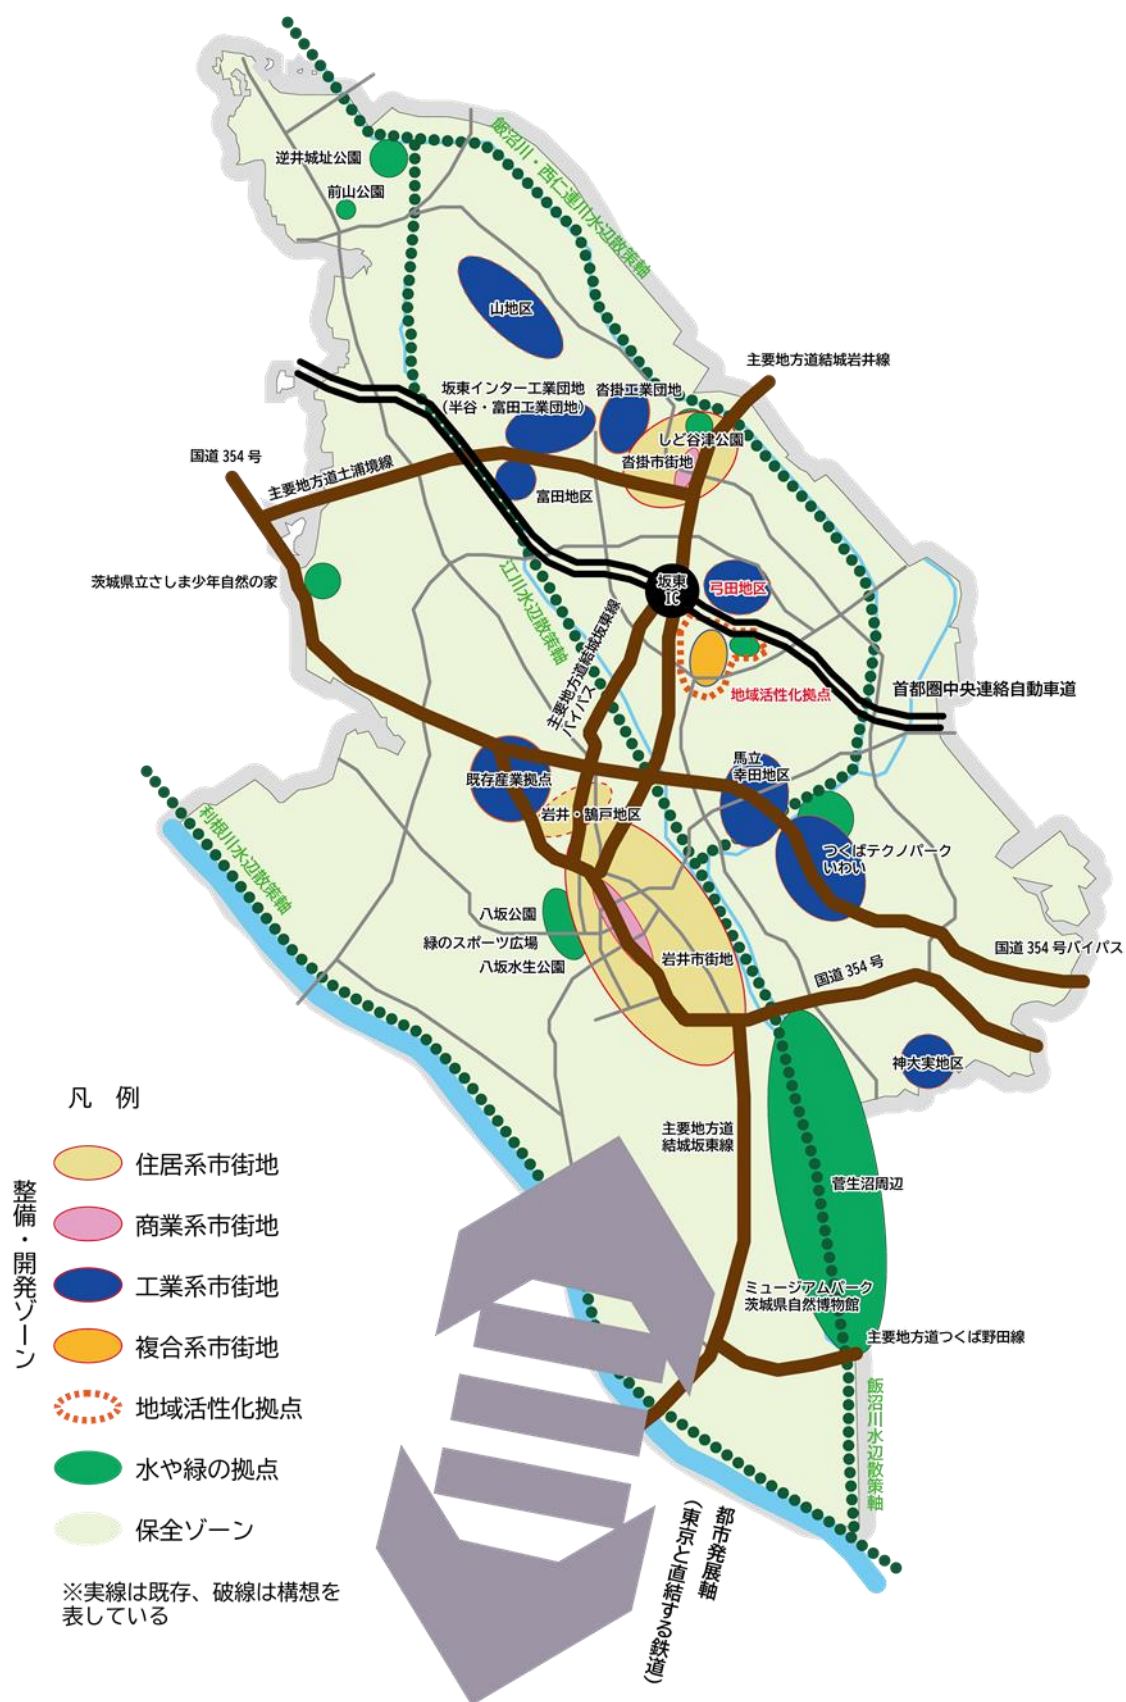 飯沼川・西仁連川水辺散策軸
逆井城址公園
前山公園
山地区
主要地方道結城岩井線
坂東インター工業団地
(半谷・富田工業団地)
沓掛工業団地
しど谷津公園
沓掛市街地
国道 354 号
主要地方道土浦境線
富田地区
茨城県立さしま少年自然の家
江川水辺散策軸
坂東
IC
弓田地区
主要地方道結城坂東線
バイパス
地域活性化拠点
首都圏中央連絡自動車道
既存産業拠点
馬立
幸田地区
岩井・鵠戸地区
利根川水辺散策軸
つくばテクノパーク
いわい
八坂公園
緑のスポーツ広場
八坂水生公園
岩井市街地
国道 354 号バイパス
国道 354 号
神大実地区
主要地方道
結城坂東線
菅生沼周辺
ミュージアムパーク
茨城県自然博物館
主要地方道つくば野田線
飯沼川水辺散策軸
都市発展軸
(東京と直結する鉄道)
凡　例
整備・開発ゾーン
住居系市街地
商業系市街地
工業系市街地
複合系市街地
地域活性化拠点
水や緑の拠点
保全ゾーン
※実線は既存、破線は構想を
表している